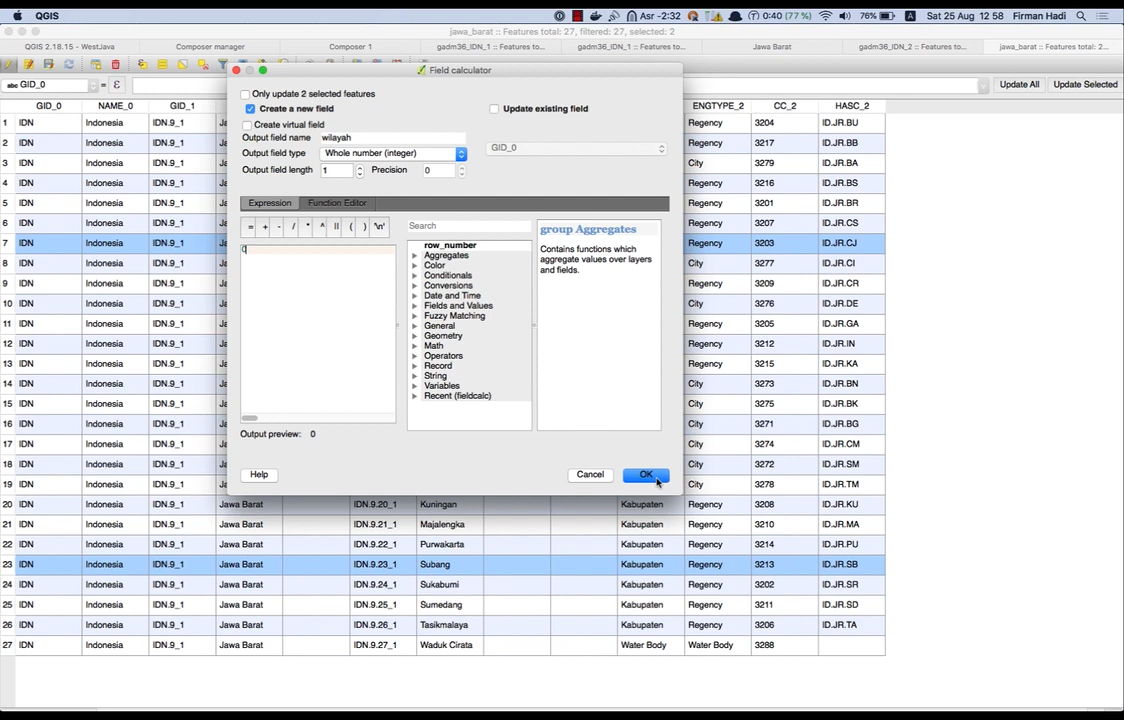 QGIS Asr -2:32 0:40 (77 %) 76% A Sat 25 Aug 12 58 Firman Hadi
jawa_barat :: Features total: 27, filtered: 27, selected: 2
QGIS 2.18.15 - WestJava Composer manager Composer 1 gadm36_IDN_1 :: Features to... gadm36_IDN_1 :: Features to... Jawa Barat gadm36_IDN_2 :: Features to... jawa_barat :: Features total: 2...
abc GID_0 = ε Update All Update Selected
Field calculator
Only update 2 selected features
Create a new field Update existing field
Create virtual field
Output field name wilayah
Output field type Whole number (integer) GID_0
Output field length 1 Precision 0
Expression Function Editor
= + - / * ^ || ( ) '\n' Search
0
row_number
Aggregates
Color
Conditionals
Conversions
Date and Time
Fields and Values
Fuzzy Matching
General
Geometry
Math
Operators
Record
String
Variables
Recent (fieldcalc)
group Aggregates
Contains functions which
aggregate values over layers
and fields.
Output preview: 0
Help Cancel OK
GID_0 NAME_0 GID_1 ENGTYPE_2 CC_2 HASC_2
1 IDN Indonesia IDN.9_1 Ja Regency 3204 ID.JR.BU
2 IDN Indonesia IDN.9_1 Ja Regency 3217 ID.JR.BB
3 IDN Indonesia IDN.9_1 Ja City 3279 ID.JR.BA
4 IDN Indonesia IDN.9_1 Ja Regency 3216 ID.JR.BS
5 IDN Indonesia IDN.9_1 Ja Regency 3201 ID.JR.BR
6 IDN Indonesia IDN.9_1 Ja Regency 3207 ID.JR.CS
7 IDN Indonesia IDN.9_1 Ja Regency 3203 ID.JR.CJ
8 IDN Indonesia IDN.9_1 Ja City 3277 ID.JR.CI
9 IDN Indonesia IDN.9_1 Ja Regency 3209 ID.JR.CR
10 IDN Indonesia IDN.9_1 Ja City 3276 ID.JR.DE
11 IDN Indonesia IDN.9_1 Ja Regency 3205 ID.JR.GA
12 IDN Indonesia IDN.9_1 Ja Regency 3212 ID.JR.IN
13 IDN Indonesia IDN.9_1 Ja Regency 3215 ID.JR.KA
14 IDN Indonesia IDN.9_1 Ja City 3273 ID.JR.BN
15 IDN Indonesia IDN.9_1 Ja City 3275 ID.JR.BK
16 IDN Indonesia IDN.9_1 Ja City 3271 ID.JR.BG
17 IDN Indonesia IDN.9_1 Ja City 3274 ID.JR.CM
18 IDN Indonesia IDN.9_1 Ja City 3272 ID.JR.SM
19 IDN Indonesia IDN.9_1 Ja City 3278 ID.JR.TM
20 IDN Indonesia IDN.9_1 Jawa Barat IDN.9.20_1 Kuningan Kabupaten Regency 3208 ID.JR.KU
21 IDN Indonesia IDN.9_1 Jawa Barat IDN.9.21_1 Majalengka Kabupaten Regency 3210 ID.JR.MA
22 IDN Indonesia IDN.9_1 Jawa Barat IDN.9.22_1 Purwakarta Kabupaten Regency 3214 ID.JR.PU
23 IDN Indonesia IDN.9_1 Jawa Barat IDN.9.23_1 Subang Kabupaten Regency 3213 ID.JR.SB
24 IDN Indonesia IDN.9_1 Jawa Barat IDN.9.24_1 Sukabumi Kabupaten Regency 3202 ID.JR.SR
25 IDN Indonesia IDN.9_1 Jawa Barat IDN.9.25_1 Sumedang Kabupaten Regency 3211 ID.JR.SD
26 IDN Indonesia IDN.9_1 Jawa Barat IDN.9.26_1 Tasikmalaya Kabupaten Regency 3206 ID.JR.TA
27 IDN Indonesia IDN.9_1 Jawa Barat IDN.9.27_1 Waduk Cirata Water Body Water Body 3288